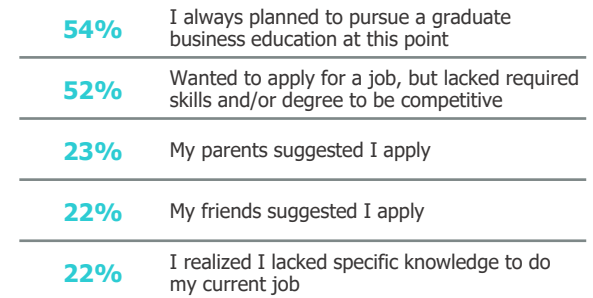 54%
I always planned to pursue a graduate
business education at this point
52%
Wanted to apply for a job, but lacked required
skills and/or degree to be competitive
23%
My parents suggested I apply
22%
My friends suggested I apply
22%
I realized I lacked specific knowledge to do
my current job